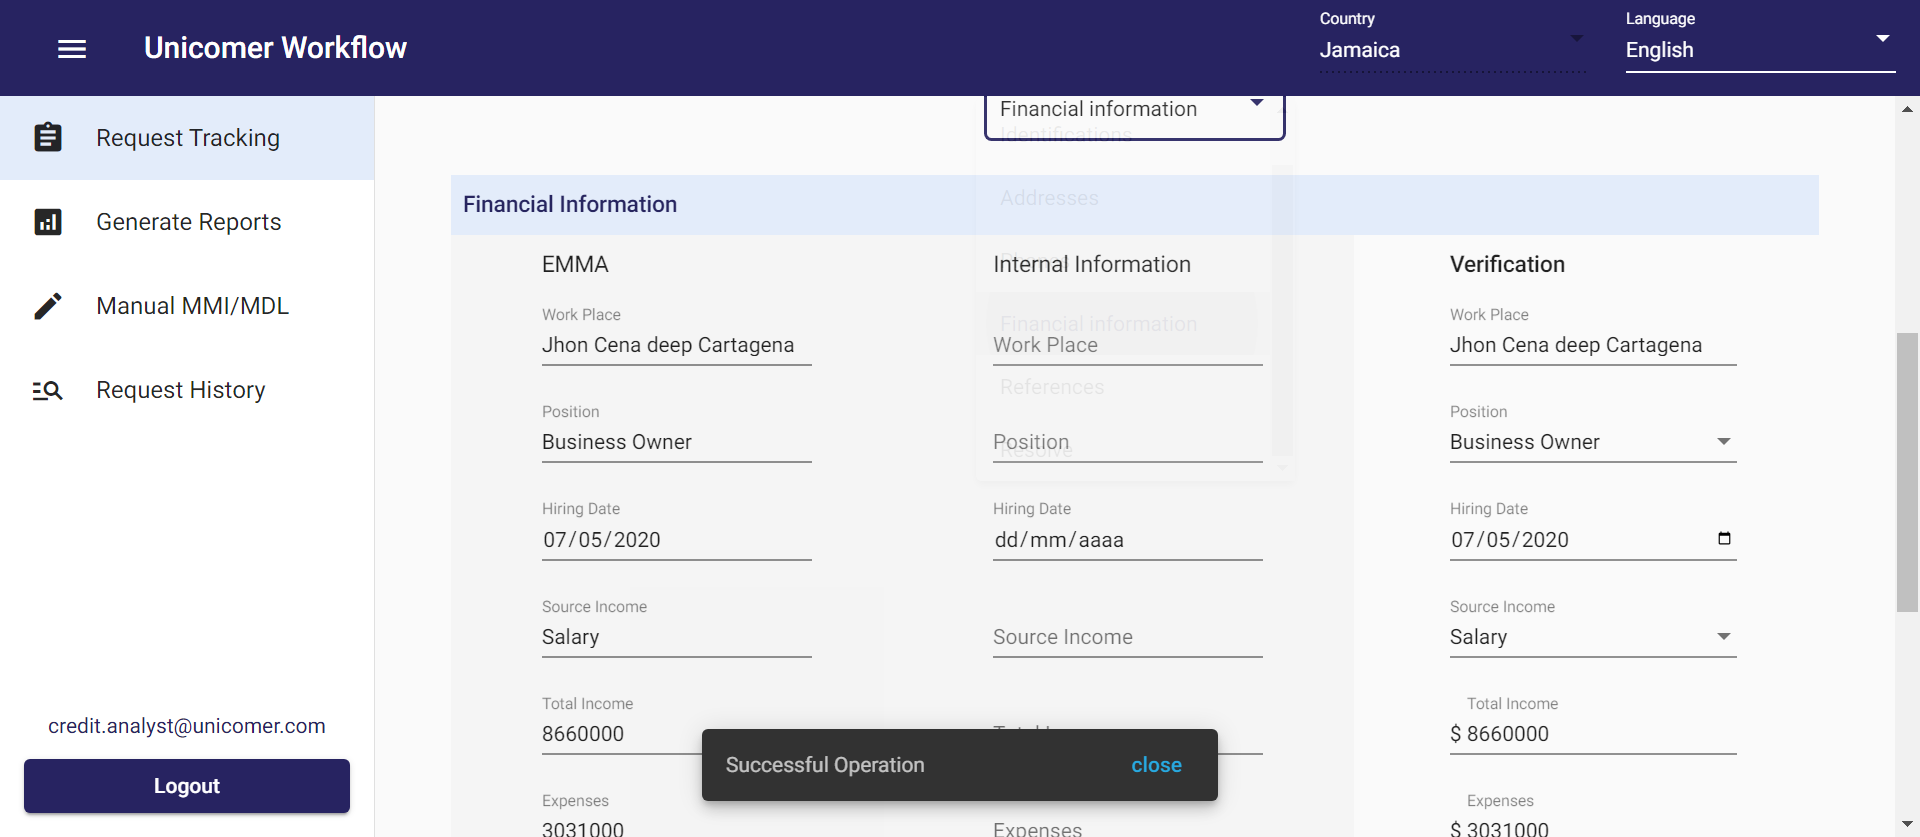 Unicomer Workflow
Country
Jamaica
Language
English
Request Tracking
Generate Reports
Manual MMI/MDL
Request History
credit.analyst@unicomer.com
Logout
Financial information
Identifications
Addresses
Financial information
References
Resolve
Financial Information
EMMA
Work Place
Jhon Cena deep Cartagena
Position
Business Owner
Hiring Date
07/05/2020
Source Income
Salary
Total Income
8660000
Expenses
3031000
Internal Information
Work Place
Position
Hiring Date
dd/mm/aaaa
Source Income
Expenses
Verification
Work Place
Jhon Cena deep Cartagena
Position
Business Owner
Hiring Date
07/05/2020
Source Income
Salary
Total Income
$ 8660000
Expenses
$ 3031000
Successful Operation
close